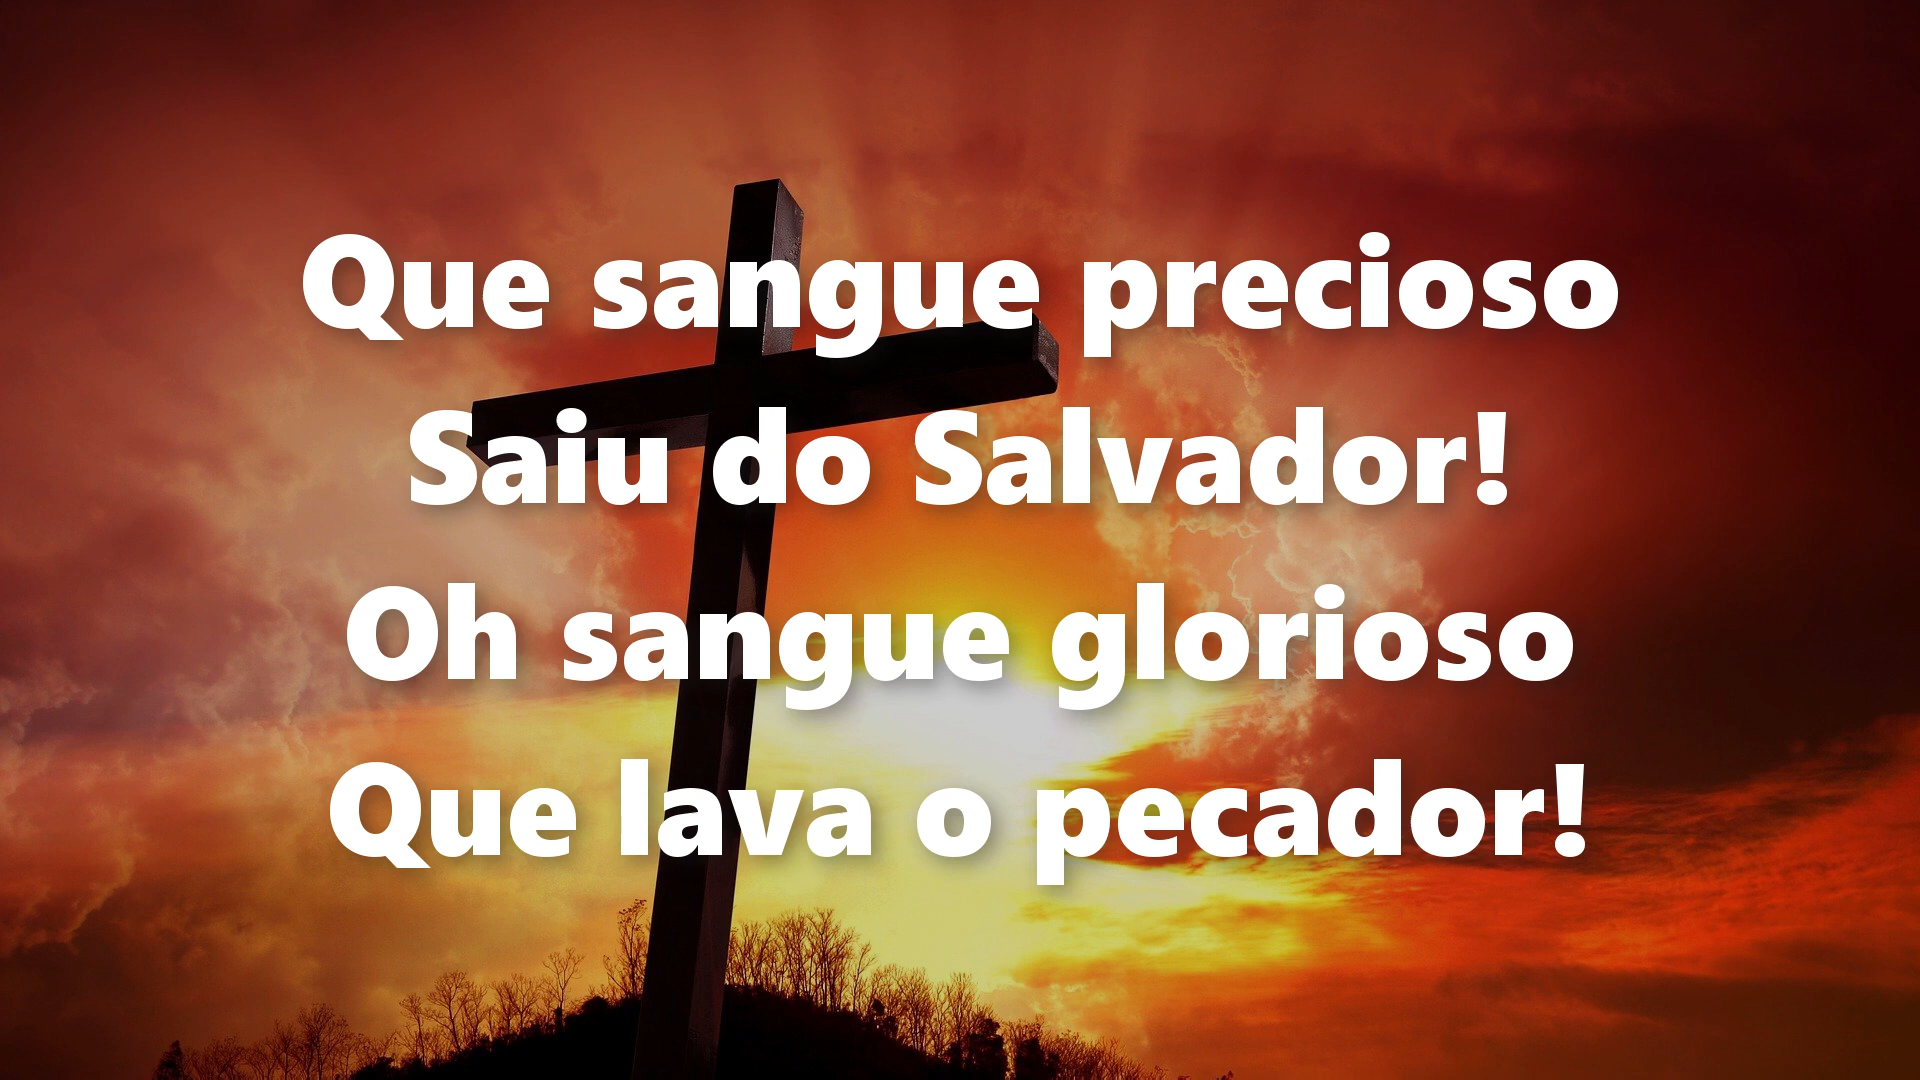 Que sangue precioso
Saiu do Salvador!
Oh sangue glorioso
Que lava o pecador!